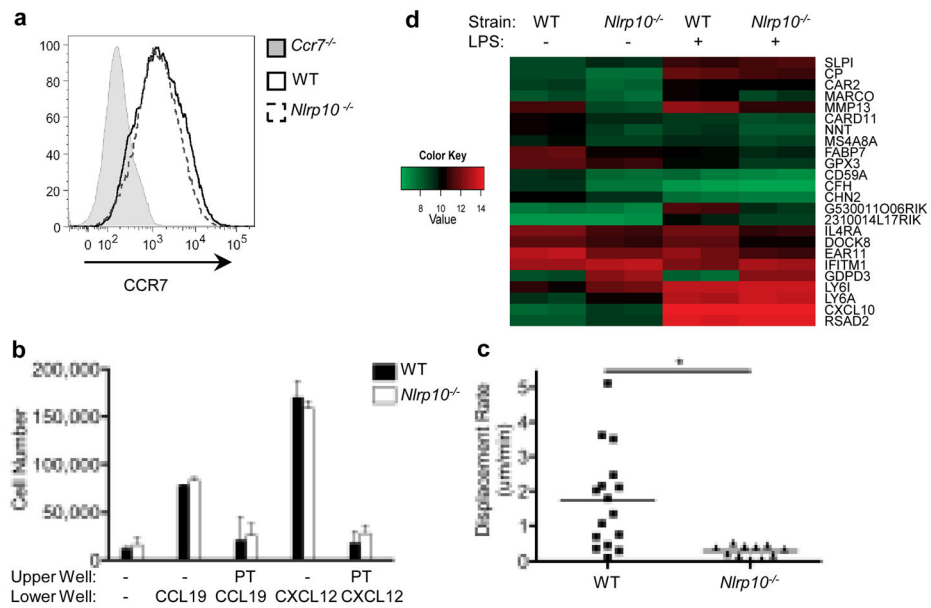 a
100
80
60
40
20
0
0 10² 10³ 10⁴ 10⁵
CCR7
Ccr7-/-
WT
Nlrp10 -/-
d
Strain: WT Nlrp10-/- WT Nlrp10-/-
LPS: - - + +
SLPI
CP
CAR2
MARCO
MMP13
CARD11
NNT
MS4A8A
FABP7
GPX3
CD59A
CFH
CHN2
G530011O06RIK
2310014L17RIK
IL4RA
DOCK8
EAR11
IFITM1
GDPD3
LY6I
LY6A
CXCL10
RSAD2
Color Key
8 10 12 14
Value
b
Cell Number
200,000
150,000
100,000
50,000
0
WT
Nlrp10-/-
Upper Well: - - PT - PT
Lower Well: - CCL19 CCL19 CXCL12 CXCL12
c
Displacement Rate
(um/min)
5
4
3
2
1
0
*
WT Nlrp10-/-